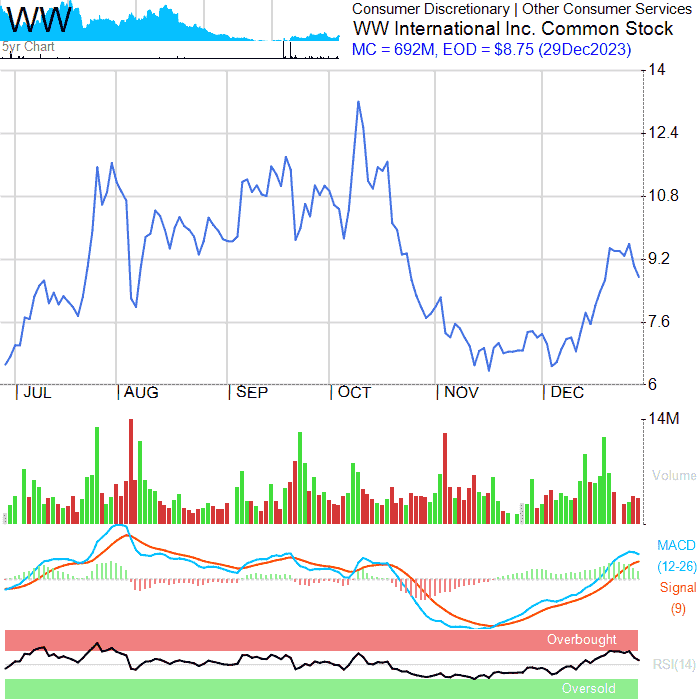 WW
5yr Chart
Consumer Discretionary | Other Consumer Services
WW International Inc. Common Stock
MC = 692M, EOD = $8.75 (29Dec2023)
14
12.4
10.8
9.2
7.6
6
JUL
AUG
SEP
OCT
NOV
DEC
14M
Volume
MACD
(12-26)
Signal
(9)
Overbought
RSI(14)
Oversold